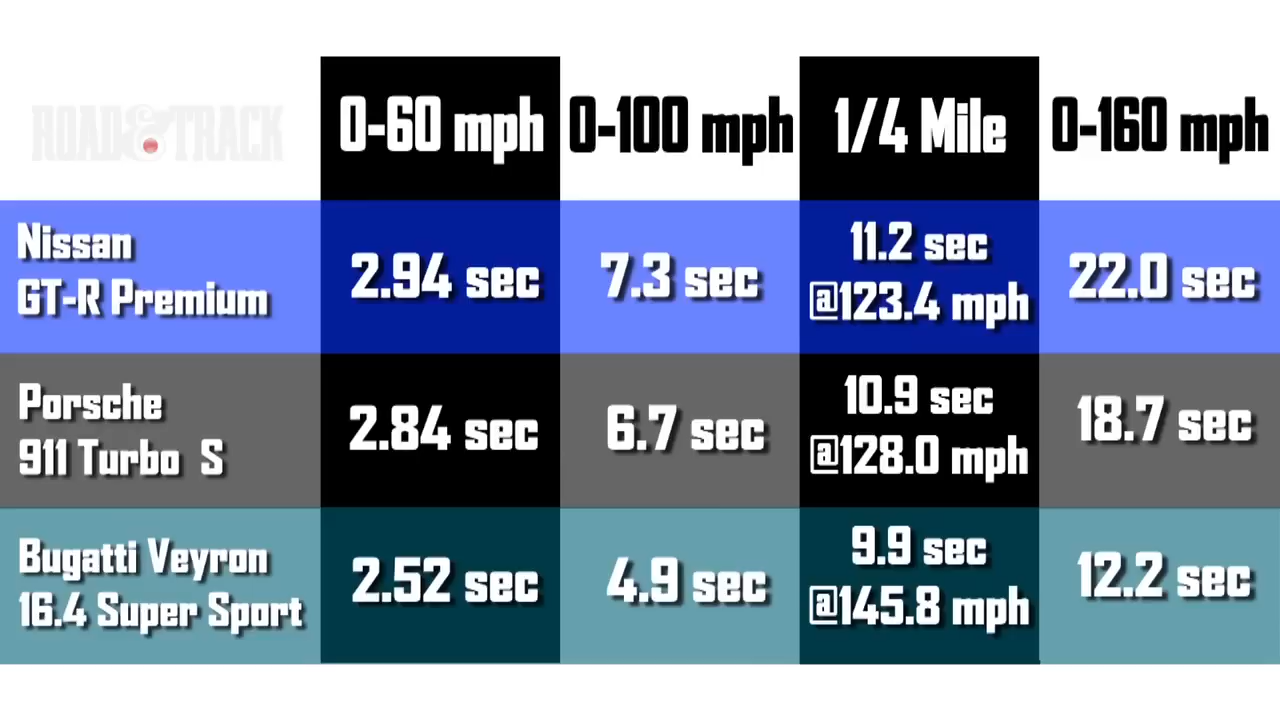 ROAD & TRACK
0-60 mph 0-100 mph 1/4 Mile 0-160 mph
Nissan
GT-R Premium
2.94 sec
7.3 sec
11.2 sec
@123.4 mph
22.0 sec
Porsche
911 Turbo S
2.84 sec
6.7 sec
10.9 sec
@128.0 mph
18.7 sec
Bugatti Veyron
16.4 Super Sport
2.52 sec
4.9 sec
9.9 sec
@145.8 mph
12.2 sec